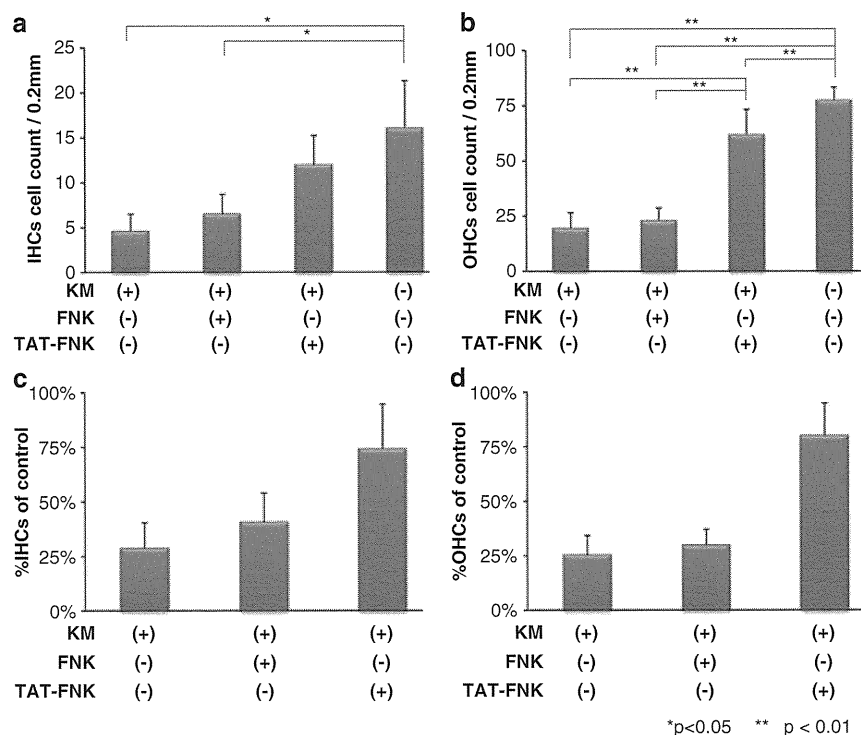 a
*
*
IHCs cell count / 0.2mm
25
20
15
10
5
0
KM (+) (+) (+) (-)
FNK (-) (+) (-) (-)
TAT-FNK (-) (-) (+) (-)
b
**
**
**
**
**
OHCs cell count / 0.2mm
100
75
50
25
0
(+) (+) (+) (-)
KM
FNK (-) (+) (-) (-)
TAT-FNK (-) (-) (+) (-)
c
%IHCs of control
100%
75%
50%
25%
0%
KM (+) (+) (+)
FNK (-) (+) (-)
TAT-FNK (-) (-) (+)
d
%OHCs of control
100%
75%
50%
25%
0%
KM (+) (+) (+)
FNK (-) (+) (-)
TAT-FNK (-) (-) (+)
*p<0.05 ** p < 0.01